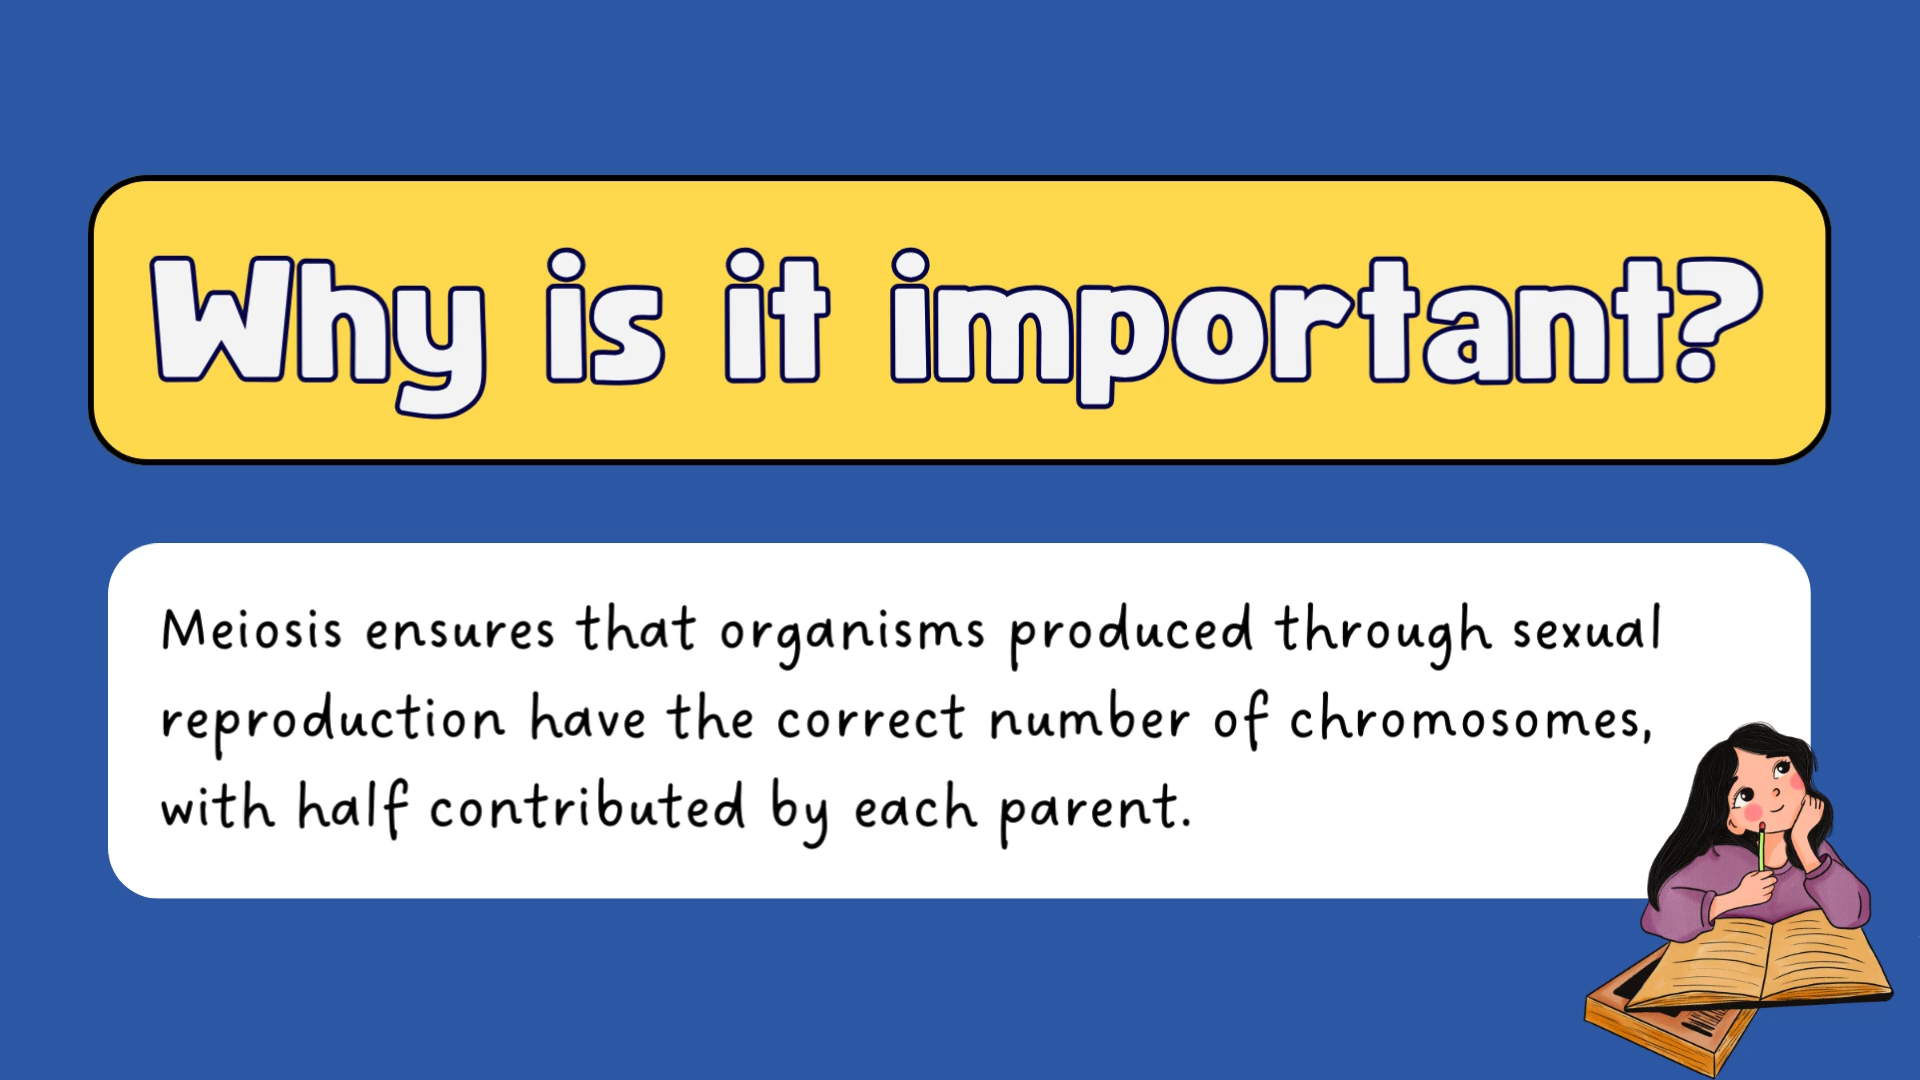 Why is it important?
Meiosis ensures that organisms produced through sexual
reproduction have the correct number of chromosomes,
with half contributed by each parent.